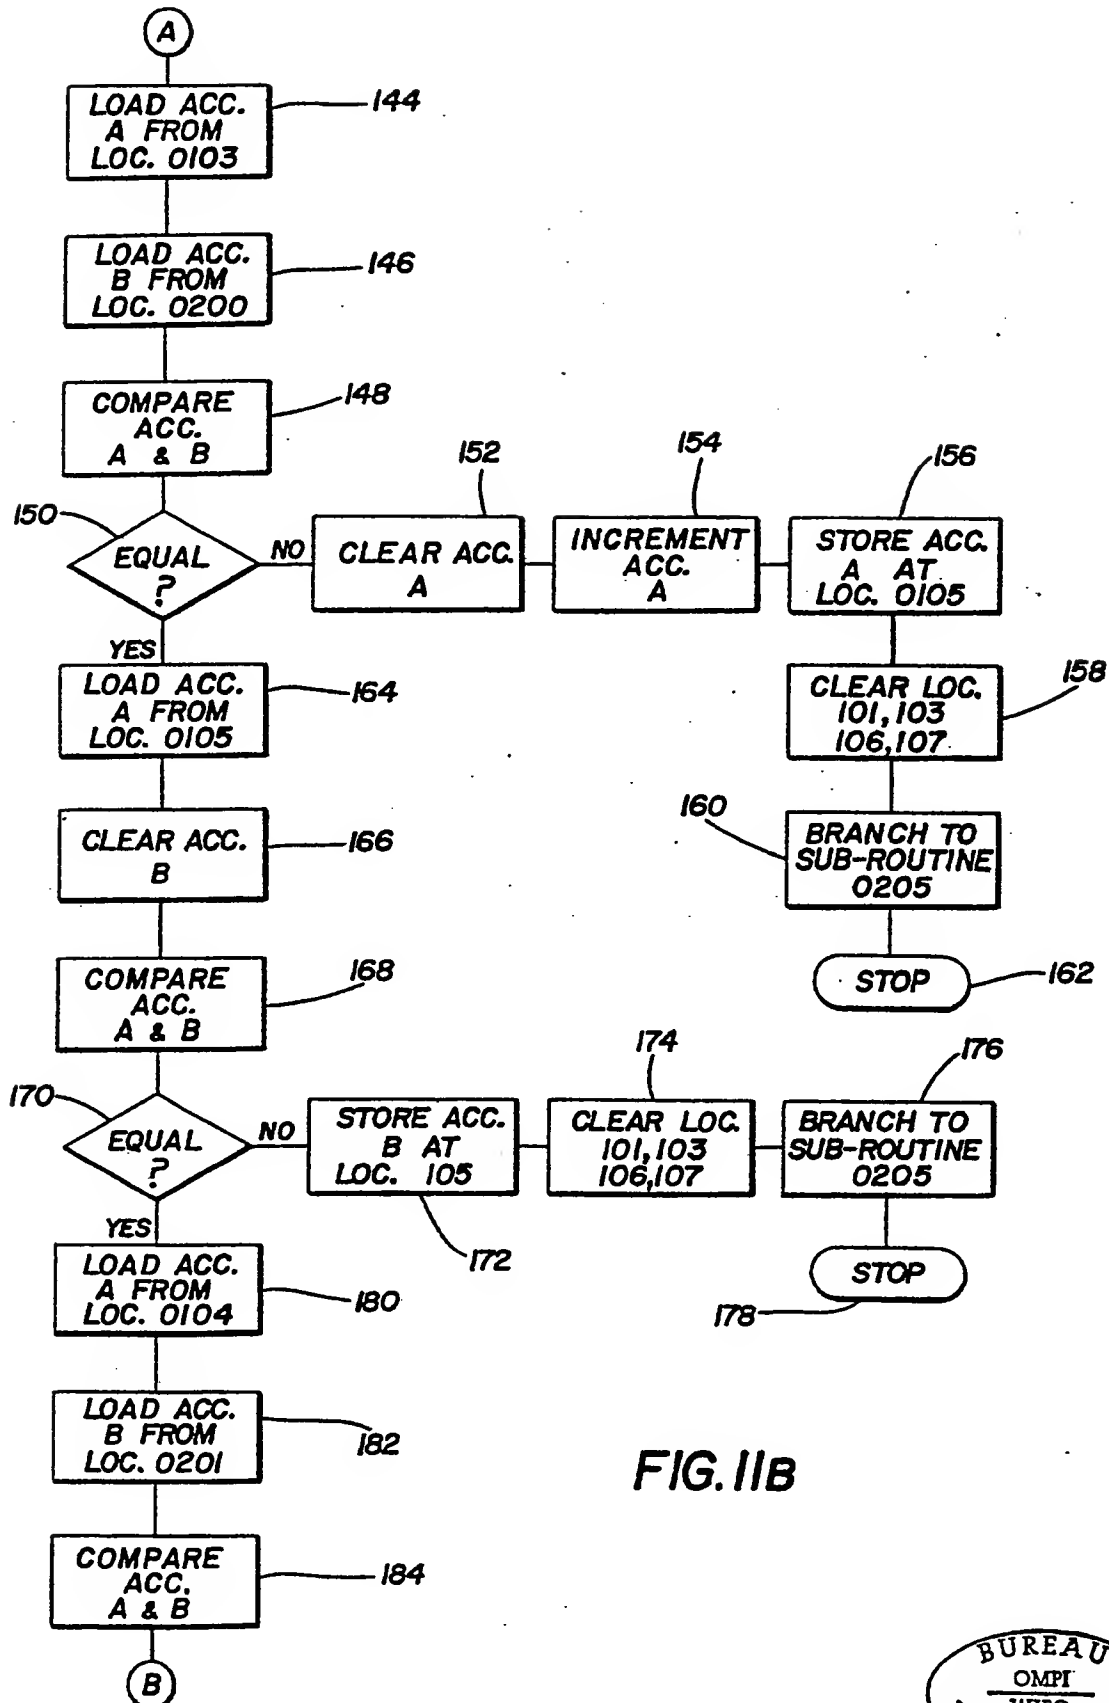 A
LOAD ACC.
A FROM
LOC. 0103
144
LOAD ACC.
B FROM
LOC. 0200
146
COMPARE
ACC.
A & B
148
150
EQUAL
?
NO
YES
152
CLEAR ACC.
A
154
INCREMENT
ACC.
A
156
STORE ACC.
A AT
LOC. 0105
CLEAR LOC.
101,103
106,107
158
160
BRANCH TO
SUB-ROUTINE
0205
STOP
162
LOAD ACC.
A FROM
LOC. 0105
164
CLEAR ACC.
B
166
COMPARE
ACC.
A & B
168
170
EQUAL
?
NO
YES
STORE ACC.
B AT
LOC. 105
172
174
CLEAR LOC.
101,103
106,107
176
BRANCH TO
SUB-ROUTINE
0205
STOP
178
LOAD ACC.
A FROM
LOC. 0104
180
LOAD ACC.
B FROM
LOC. 0201
182
COMPARE
ACC.
A & B
184
B
FIG. 11B
BUREAU
OMPI